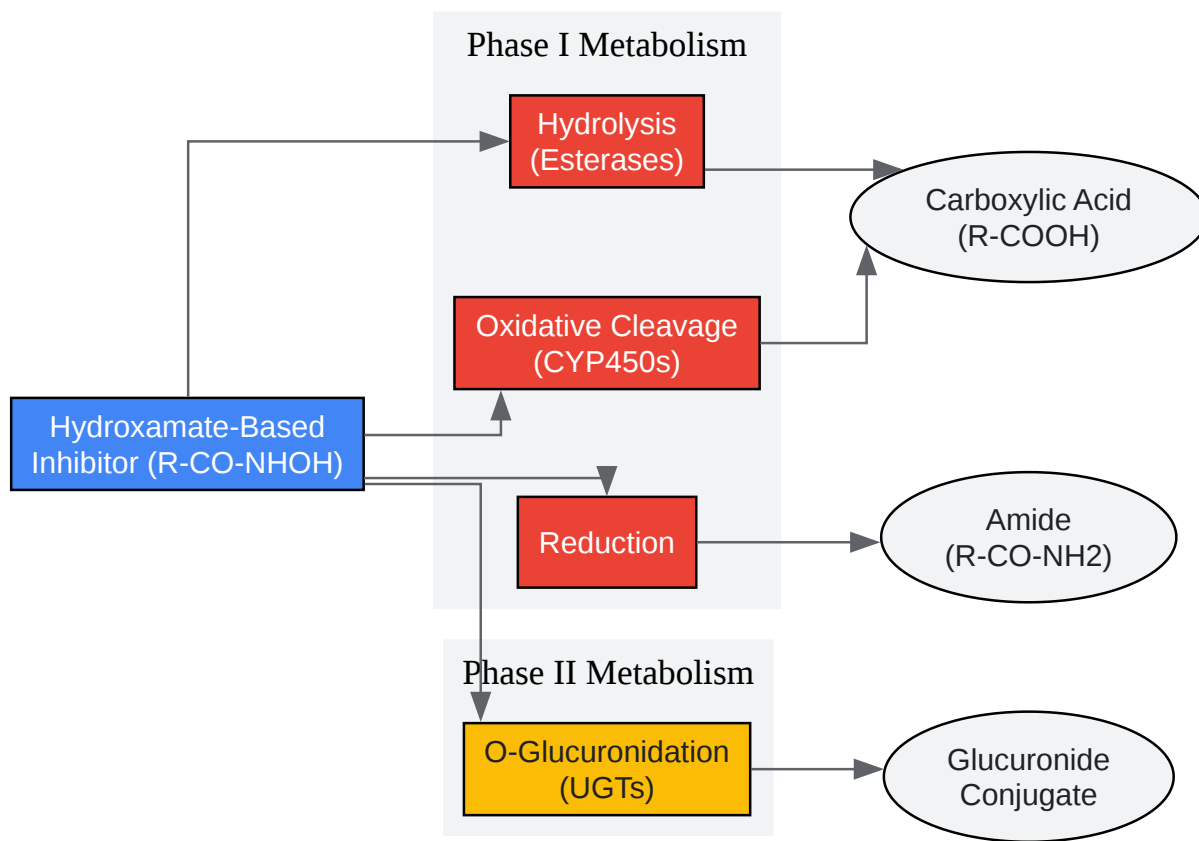 Phase I Metabolism
Hydrolysis
(Esterases)
Carboxylic Acid
(R-COOH)
Oxidative Cleavage
(CYP450s)
Hydroxamate-Based
Inhibitor (R-CO-NHOH)
Reduction
Amide
(R-CO-NH2)
Phase II Metabolism
O-Glucuronidation
(UGTs)
Glucuronide
Conjugate